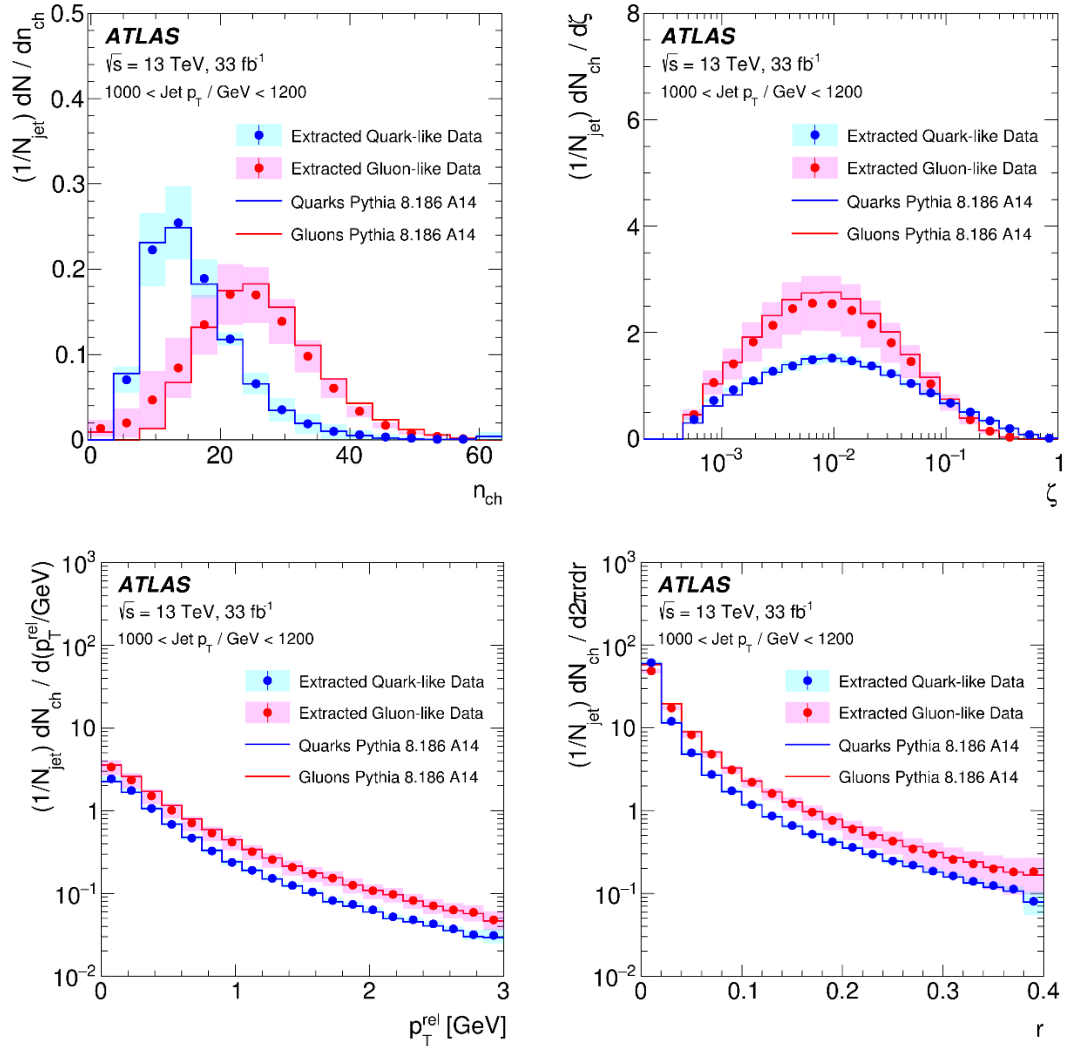 (1/N_jet) dN / dn_ch
0.5
0.4
0.3
0.2
0.1
0
ATLAS
√s = 13 TeV, 33 fb⁻¹
1000 < Jet p_T / GeV < 1200
Extracted Quark-like Data
Extracted Gluon-like Data
Quarks Pythia 8.186 A14
Gluons Pythia 8.186 A14
0 20 40 60
n_ch
(1/N_jet) dN_ch / dζ
8
6
4
2
0
ATLAS
√s = 13 TeV, 33 fb⁻¹
1000 < Jet p_T / GeV < 1200
Extracted Quark-like Data
Extracted Gluon-like Data
Quarks Pythia 8.186 A14
Gluons Pythia 8.186 A14
10⁻³ 10⁻² 10⁻¹ 1
ζ
(1/N_jet) dN_ch / d(p_T^rel/GeV)
10³
10²
10
1
10⁻¹
10⁻²
ATLAS
√s = 13 TeV, 33 fb⁻¹
1000 < Jet p_T / GeV < 1200
Extracted Quark-like Data
Extracted Gluon-like Data
Quarks Pythia 8.186 A14
Gluons Pythia 8.186 A14
0 1 2 3
p_T^rel [GeV]
(1/N_jet) dN_ch / d2πrdr
10³
10²
10
1
10⁻¹
10⁻²
ATLAS
√s = 13 TeV, 33 fb⁻¹
1000 < Jet p_T / GeV < 1200
Extracted Quark-like Data
Extracted Gluon-like Data
Quarks Pythia 8.186 A14
Gluons Pythia 8.186 A14
0 0.1 0.2 0.3 0.4
r